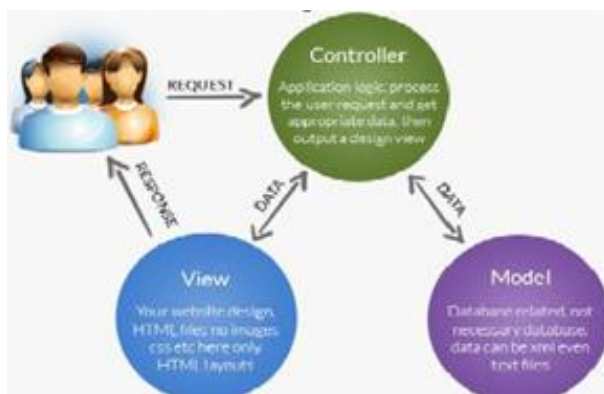 REQUEST
Controller
Application logic: process
the user request and get
appropriate data, then
output a design view
RESPONSE
DATA
DATA
View
Your website design,
HTML files no images
css etc here only
HTML layouts
Model
Database related, not
necessary database,
data can be xml even
text files